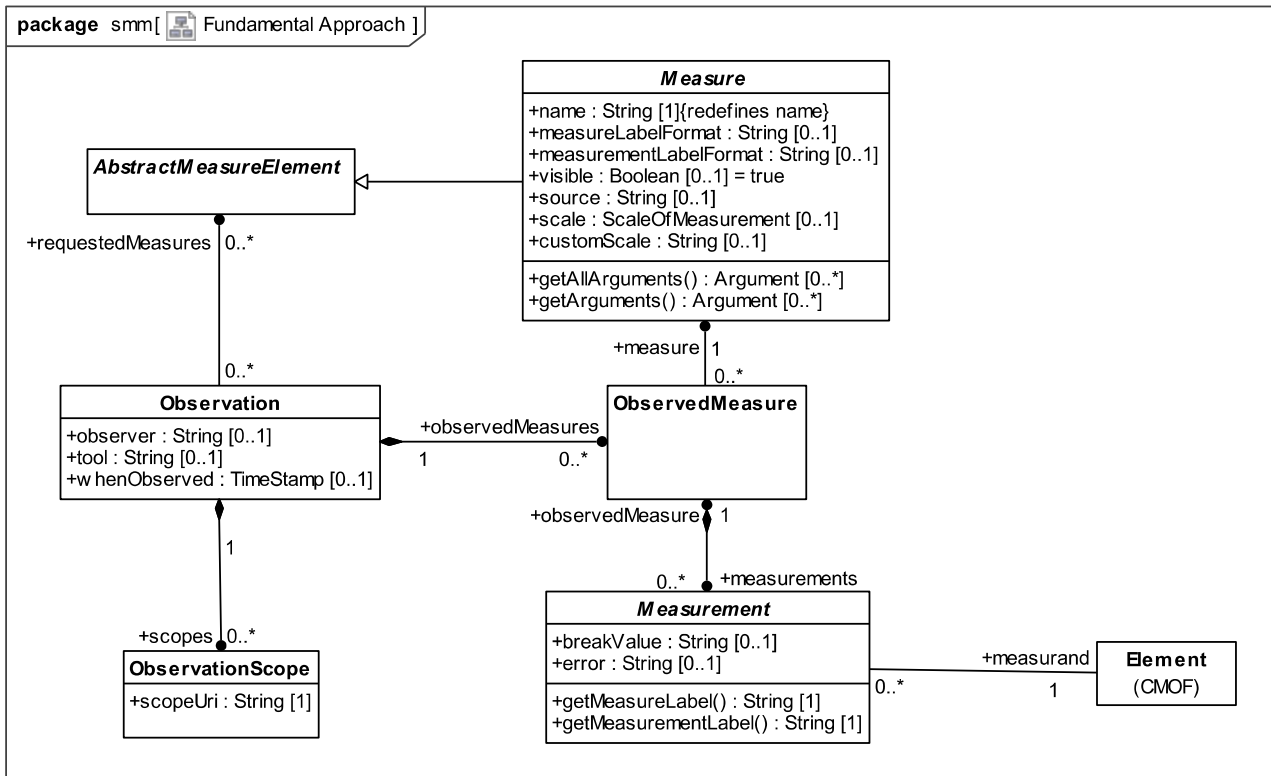 package smm[ Fundamental Approach ]
Measure
+name : String [1]{redefines name}
+measureLabelFormat : String [0..1]
+measurementLabelFormat : String [0..1]
+visible : Boolean [0..1] = true
+source : String [0..1]
+scale : ScaleOfMeasurement [0..1]
+customScale : String [0..1]
+getAllArguments() : Argument [0..*]
+getArguments() : Argument [0..*]
AbstractMeasureElement
+requestedMeasures 0..*
0..*
+measure 1
0..*
Observation
+observer : String [0..1]
+tool : String [0..1]
+whenObserved : TimeStamp [0..1]
+observedMeasures
1 0..*
ObservedMeasure
+observedMeasure 1
0..* +measurements
1
+scopes 0..*
ObservationScope
+scopeUri : String [1]
Measurement
+breakValue : String [0..1]
+error : String [0..1]
+getMeasureLabel() : String [1]
+getMeasurementLabel() : String [1]
+measurand
0..* 1
Element
(CMOF)